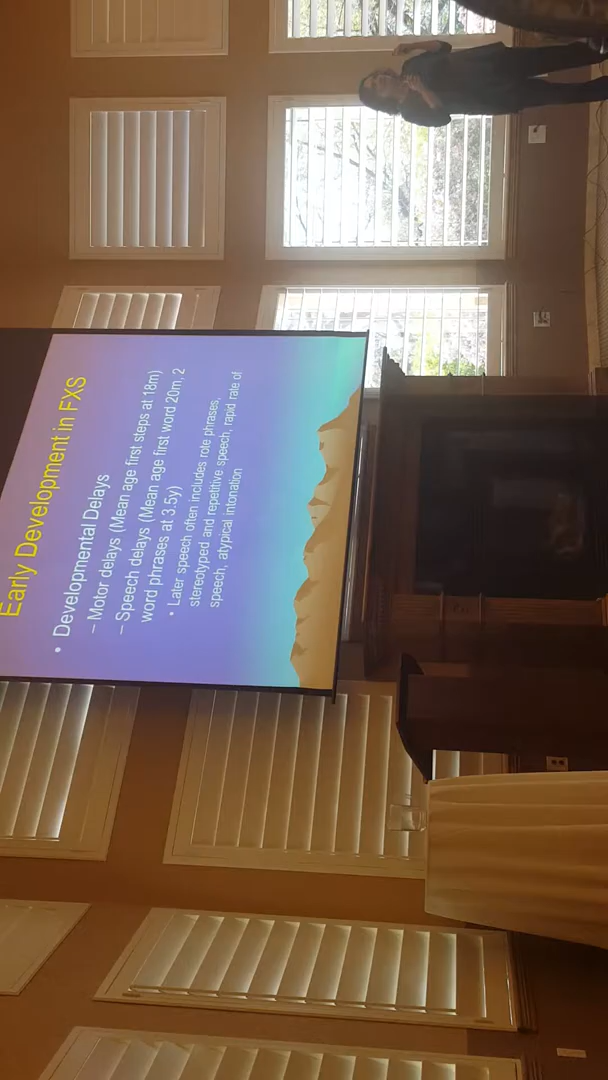 Early Development in FXS
• Developmental Delays
– Motor delays (Mean age first steps at 18m)
– Speech delays (Mean age first word 20m, 2
word phrases at 3.5y)
• Later speech often includes rote phrases,
stereotyped and repetitive speech, rapid rate of
speech, atypical intonation